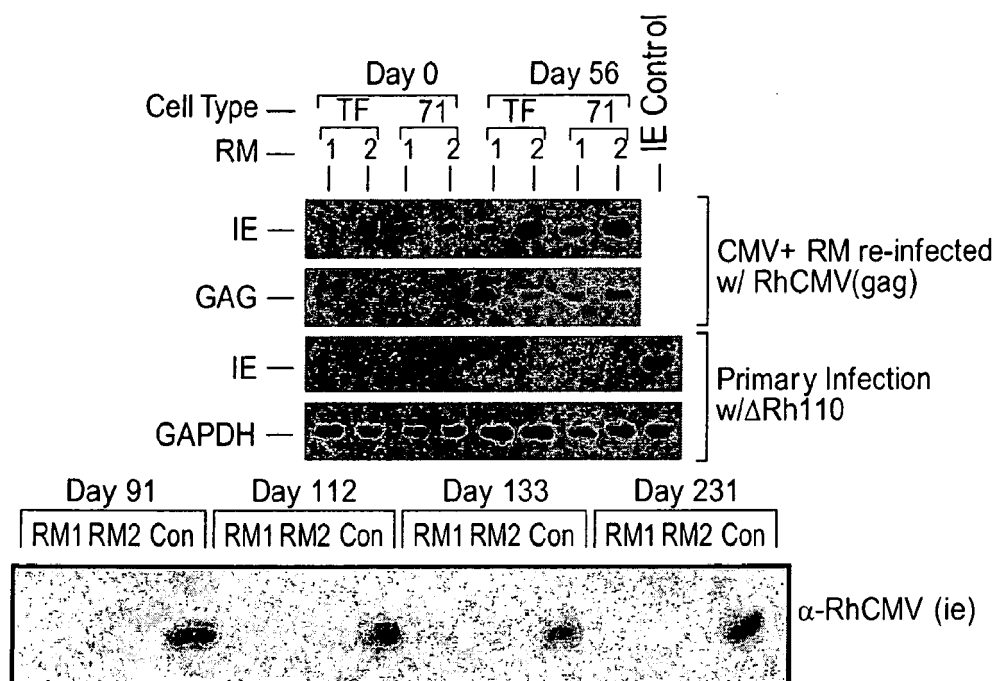 Day 0 Day 56 IE Control
Cell Type TF 71 TF 71
RM 1 2 1 2 1 2 1 2
IE
GAG
CMV+ RM re-infected
w/ RhCMV(gag)
IE
GAPDH
Primary Infection
w/ΔRh110
Day 91 Day 112 Day 133 Day 231
RM1 RM2 Con RM1 RM2 Con RM1 RM2 Con RM1 RM2 Con
α-RhCMV (ie)